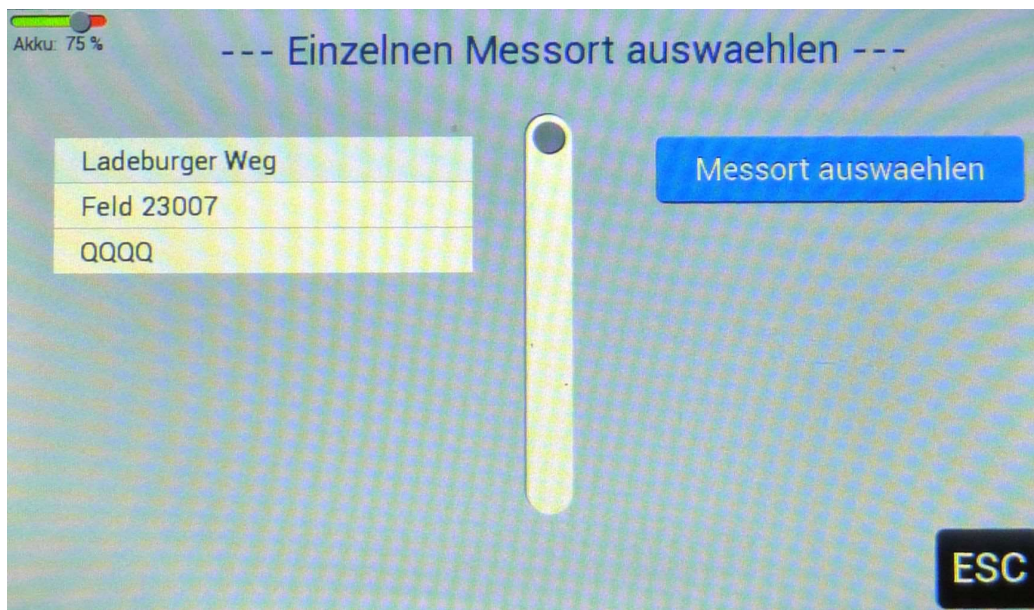 Akku: 75 %
--- Einzelnen Messort auswaehlen ---
Ladeburger Weg
Feld 23007
QQQQ
Messort auswaehlen
ESC